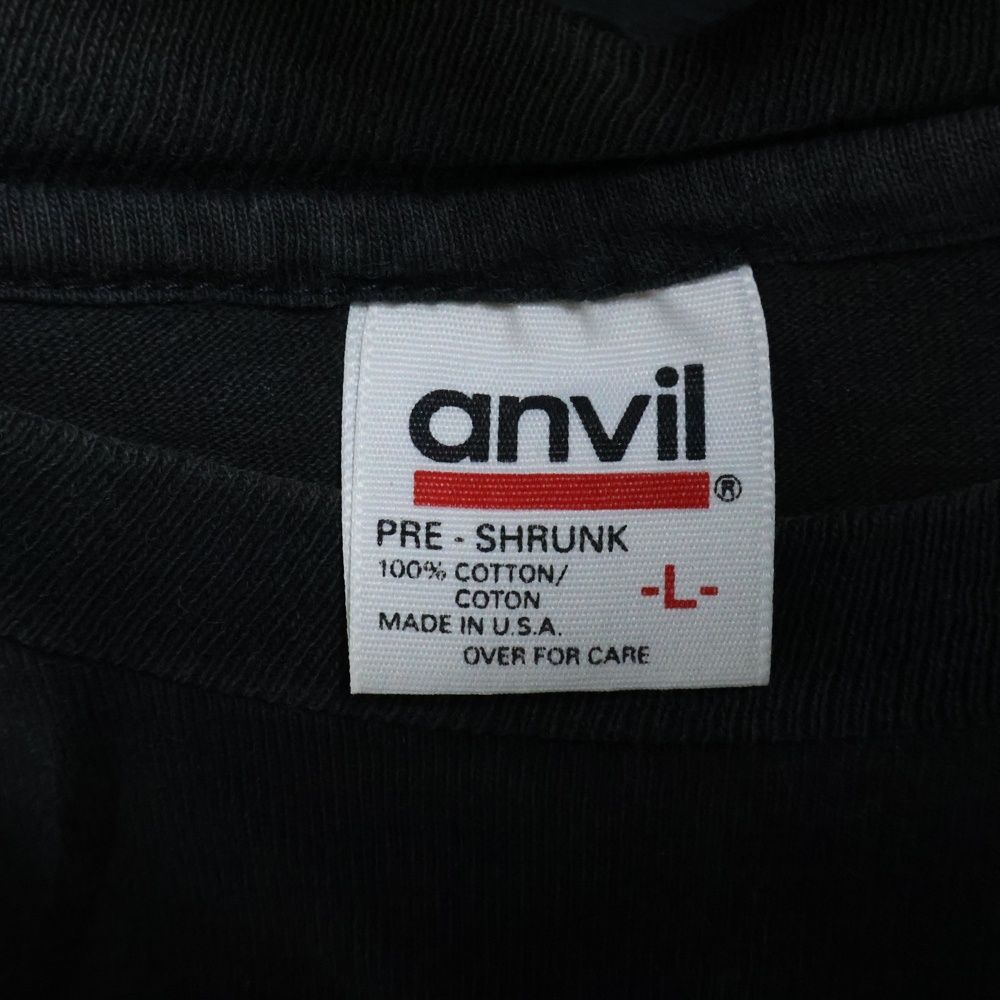 anvil
®
PRE - SHRUNK
100% COTTON/
COTON
-L-
MADE IN U.S.A.
OVER FOR CARE